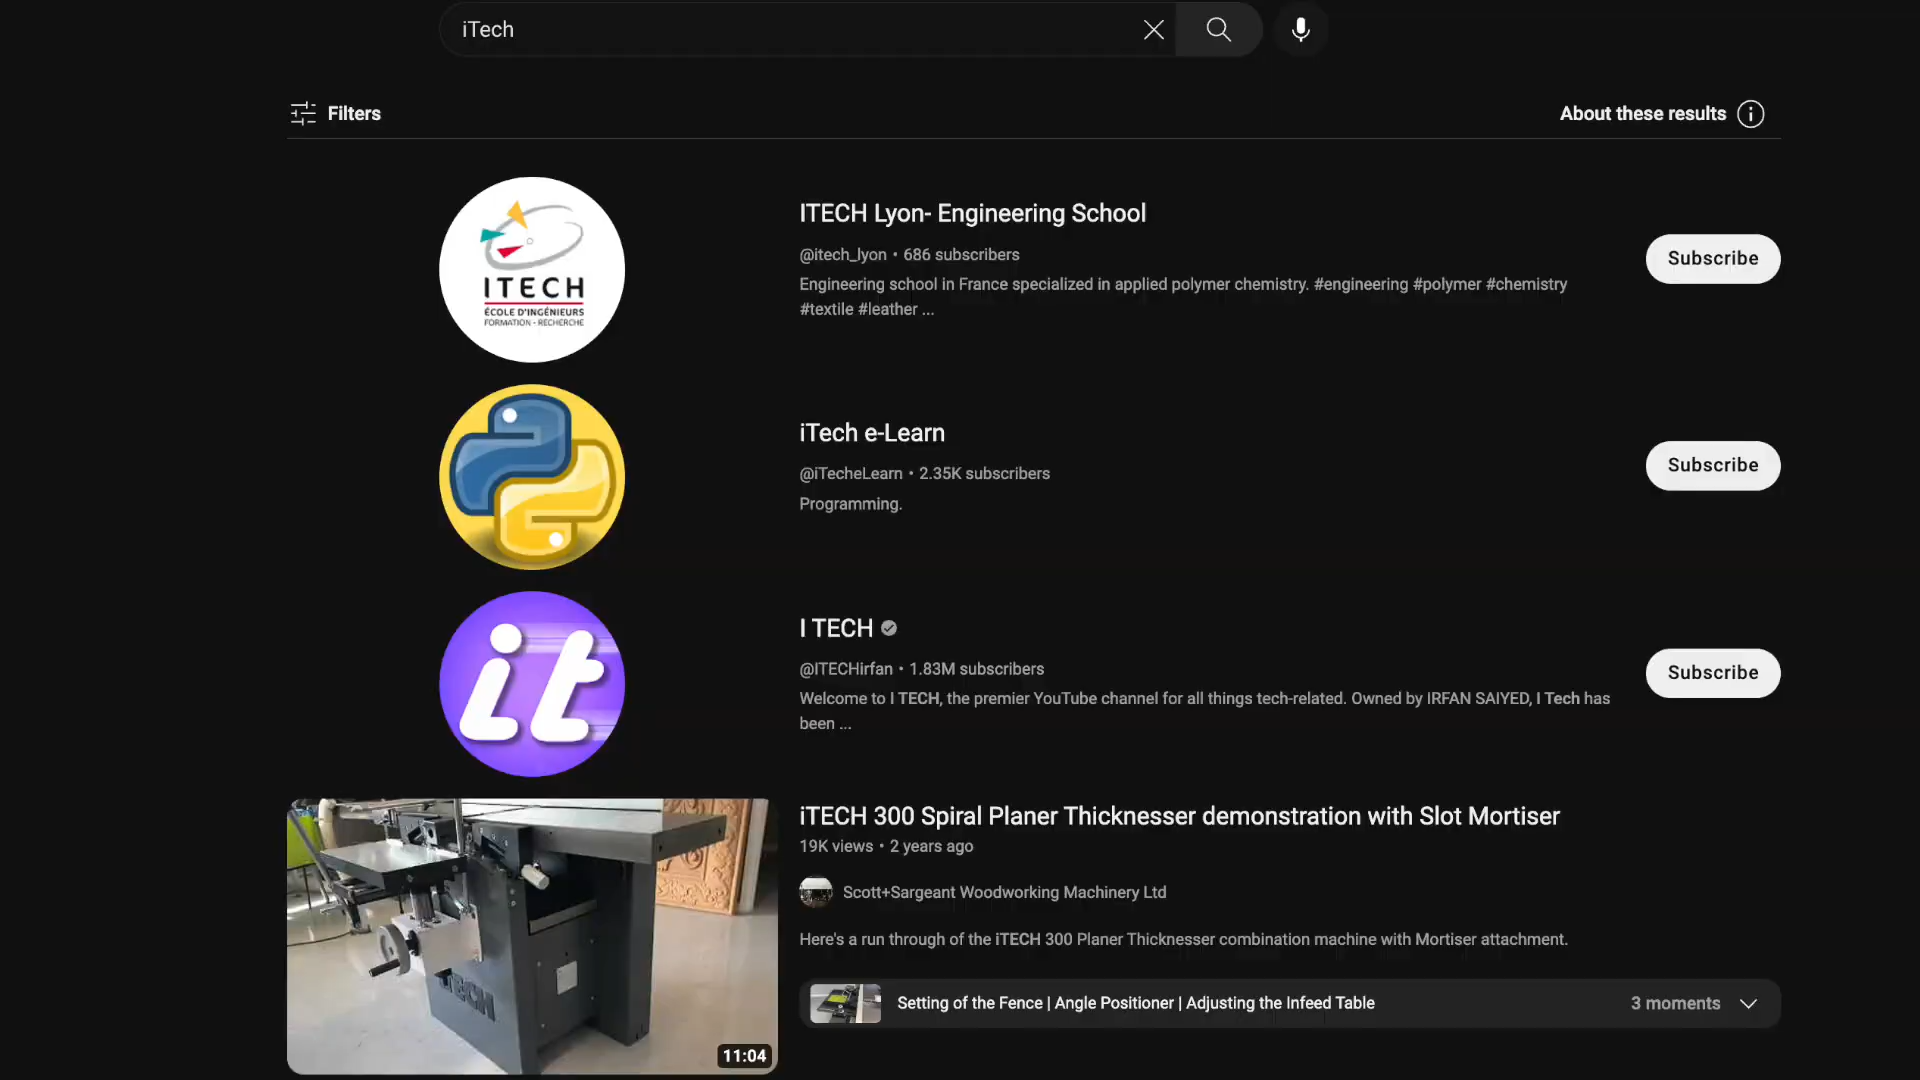 iTech
Filters
About these results
ITECH
ÉCOLE D'INGÉNIEURS
FORMATION - RECHERCHE
ITECH Lyon- Engineering School
@itech_lyon • 686 subscribers
Engineering school in France specialized in applied polymer chemistry. #engineering #polymer #chemistry
#textile #leather ...
Subscribe
iTech e-Learn
@iTecheLearn • 2.35K subscribers
Programming.
Subscribe
it
I TECH
@ITECHirfan • 1.83M subscribers
Welcome to I TECH, the premier YouTube channel for all things tech-related. Owned by IRFAN SAIYED, I Tech has
been ...
Subscribe
iTECH
11:04
iTECH 300 Spiral Planer Thicknesser demonstration with Slot Mortiser
19K views • 2 years ago
Scott+Sargeant Woodworking Machinery Ltd
Here's a run through of the iTECH 300 Planer Thicknesser combination machine with Mortiser attachment.
Setting of the Fence | Angle Positioner | Adjusting the Infeed Table
3 moments